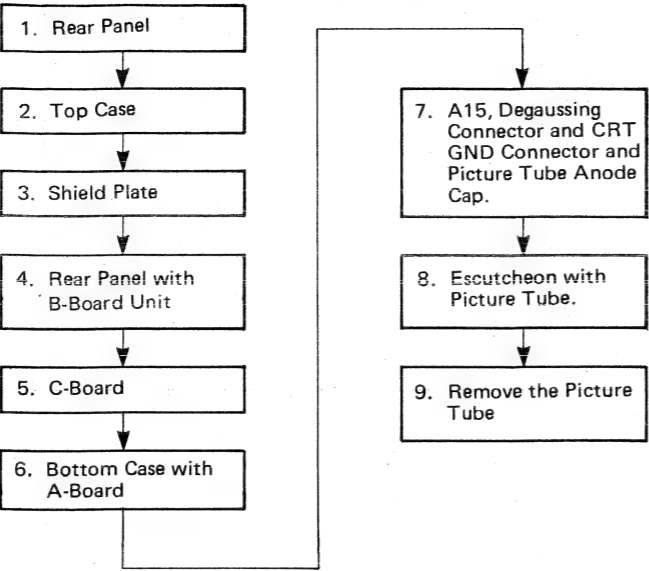 1. Rear Panel
2. Top Case
3. Shield Plate
4. Rear Panel with
B-Board Unit
5. C-Board
6. Bottom Case with
A-Board
7. A15, Degaussing
Connector and CRT
GND Connector and
Picture Tube Anode
Cap.
8. Escutcheon with
Picture Tube.
9. Remove the Picture
Tube